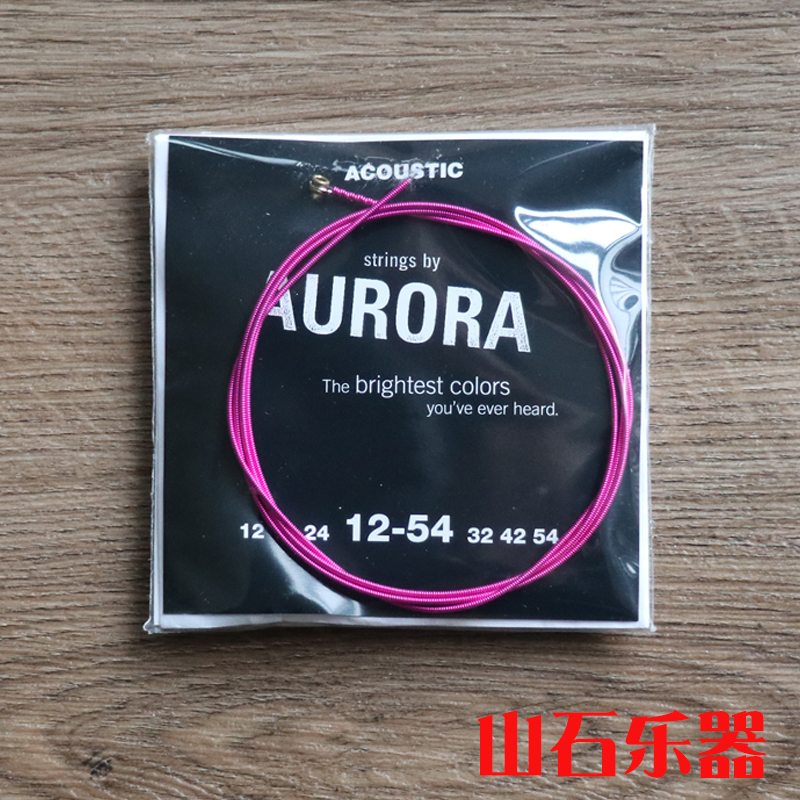 ACOUSTIC
strings by
AURORA
The brightest colors
you've ever heard.
12 24 12-54 32 42 54
山石乐器